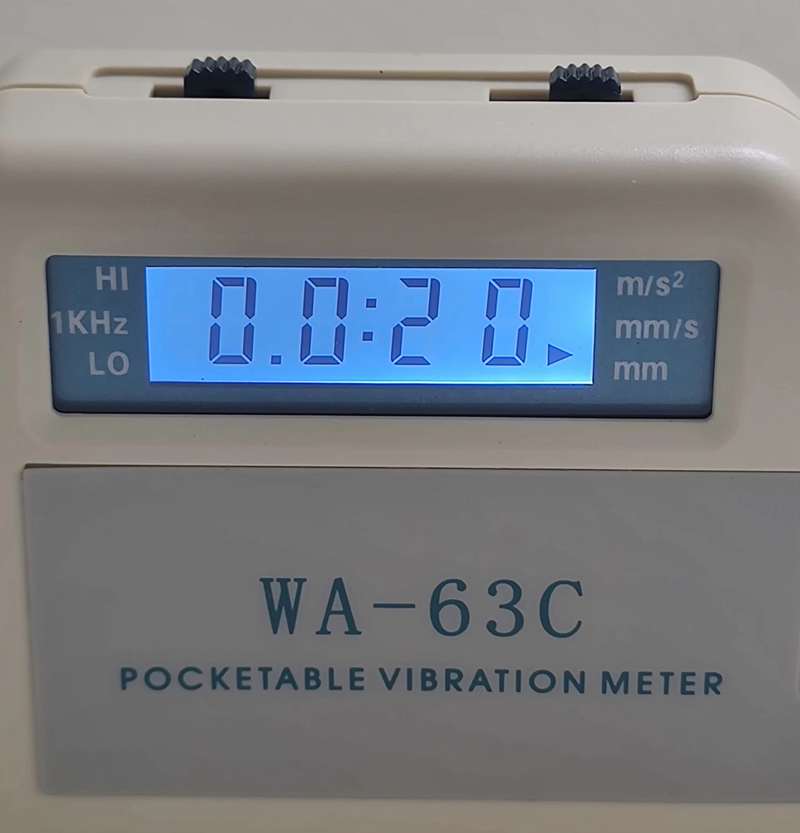 HI
1KHz
LO
0.0:20
m/s²
mm/s
mm
WA-63C
POCKETABLE VIBRATION METER